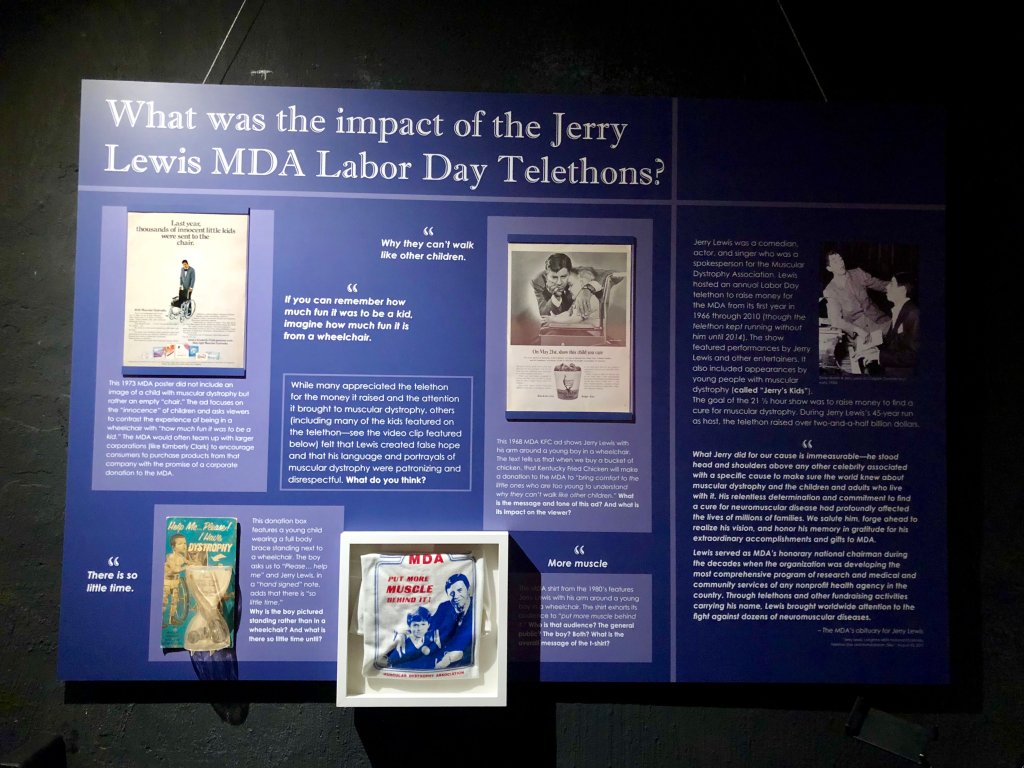 What was the impact of the Jerry
Lewis MDA Labor Day Telethons?
Last year,
thousands of innocent little kids
were sent to the
chair.
This 1973 MDA poster did not include an
image of a child with muscular dystrophy but
rather an empty “chair.” The ad focuses on
the “innocence” of children and asks viewers
to contrast the experience of being in a
wheelchair with “how much fun it was to be a
kid.” The MDA would often team up with larger
corporations (like Kimberly Clark) to encourage
consumers to purchase products from that
company with the promise of a corporate
donation to the MDA.
“
Why they can’t walk
like other children.
“
If you can remember how
much fun it was to be a kid,
imagine how much fun it is
from a wheelchair.
While many appreciated the telethon
for the money it raised and the attention
it brought to muscular dystrophy, others
(including many of the kids featured on
the telethon—see the video clip featured
below) felt that Lewis created false hope
and that his language and portrayals of
muscular dystrophy were patronizing and
disrespectful. What do you think?
On May 21st, show this child you care
This 1968 MDA KFC ad shows Jerry Lewis with
his arm around a young boy in a wheelchair.
The text tells us that when we buy a bucket of
chicken, that Kentucky Fried Chicken will make
a donation to the MDA to “bring comfort to the
little ones who are too young to understand
why they can’t walk like other children.” What
is the message and tone of this ad? And what is
its impact on the viewer?
“
There is so
little time.
Help Me...Please!
I Have
DYSTROPHY
This donation box
features a young child
wearing a full body
brace standing next to
a wheelchair. The boy
asks us to “Please… help
me” and Jerry Lewis, in
a “hand signed” note,
adds that there is “so
little time.”
Why is the boy pictured
standing rather than in a
wheelchair? And what is
there so little time until?
MDA
PUT MORE
MUSCLE
BEHIND IT!
MUSCULAR DYSTROPHY ASSOCIATION
“
More muscle
MDA shirt from the 1980’s features
Jerry Lewis with his arm around a young
boy in a wheelchair. The shirt exhorts its
audience to “put more muscle behind
it.” Who is that audience? The general
public? The boy? Both? What is the
overall message of the t-shirt?
Jerry Lewis was a comedian,
actor, and singer who was a
spokesperson for the Muscular
Dystrophy Association. Lewis
hosted an annual Labor Day
telethon to raise money for
the MDA from its first year in
1966 through 2010 (though the
telethon kept running without
him until 2014). The show
featured performances by Jerry
Lewis and other entertainers. It
also included appearances by
young people with muscular
dystrophy (called “Jerry’s Kids”).
The goal of the 21 ½ hour show was to raise money to find a
cure for muscular dystrophy. During Jerry Lewis’s 45-year run
as host, the telethon raised over two-and-a-half billion dollars.
“
What Jerry did for our cause is immeasurable—he stood
head and shoulders above any other celebrity associated
with a specific cause to make sure the world knew about
muscular dystrophy and the children and adults who live
with it. His relentless determination and commitment to find
a cure for neuromuscular disease had profoundly affected
the lives of millions of families. We salute him, forge ahead to
realize his vision, and honor his memory in gratitude for his
extraordinary accomplishments and gifts to MDA.
Lewis served as MDA’s honorary national chairman during
the decades when the organization was developing the
most comprehensive program of research and medical and
community services of any nonprofit health agency in the
country. Through telethons and other fundraising activities
carrying his name, Lewis brought worldwide attention to the
fight against dozens of neuromuscular diseases.
– The MDA’s obituary for Jerry Lewis